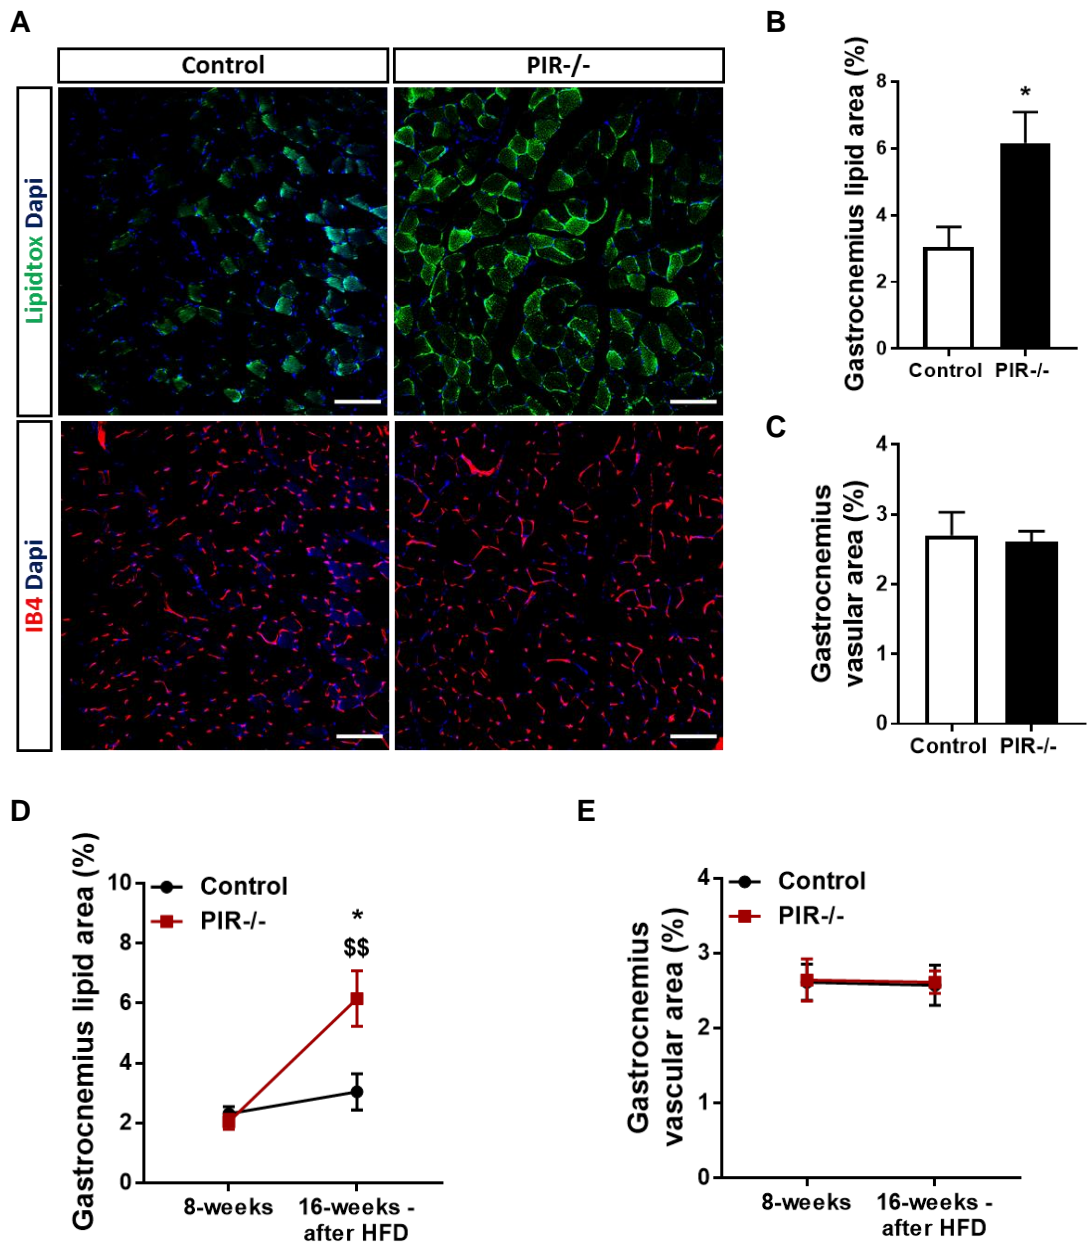 A
Control
PIR-/-
Lipidtox Dapi
IB4 Dapi
B
Gastrocnemius lipid area (%)
8
6
4
2
0
*
Control PIR-/-
C
Gastrocnemius
vasular area (%)
4
3
2
1
0
Control PIR-/-
D
Gastrocnemius lipid area (%)
10
8
6
4
2
0
Control
PIR-/-
*
$$
8-weeks
16-weeks -
after HFD
E
Gastrocnemius
vascular area (%)
4
3
2
1
0
Control
PIR-/-
8-weeks
16-weeks -
after HFD